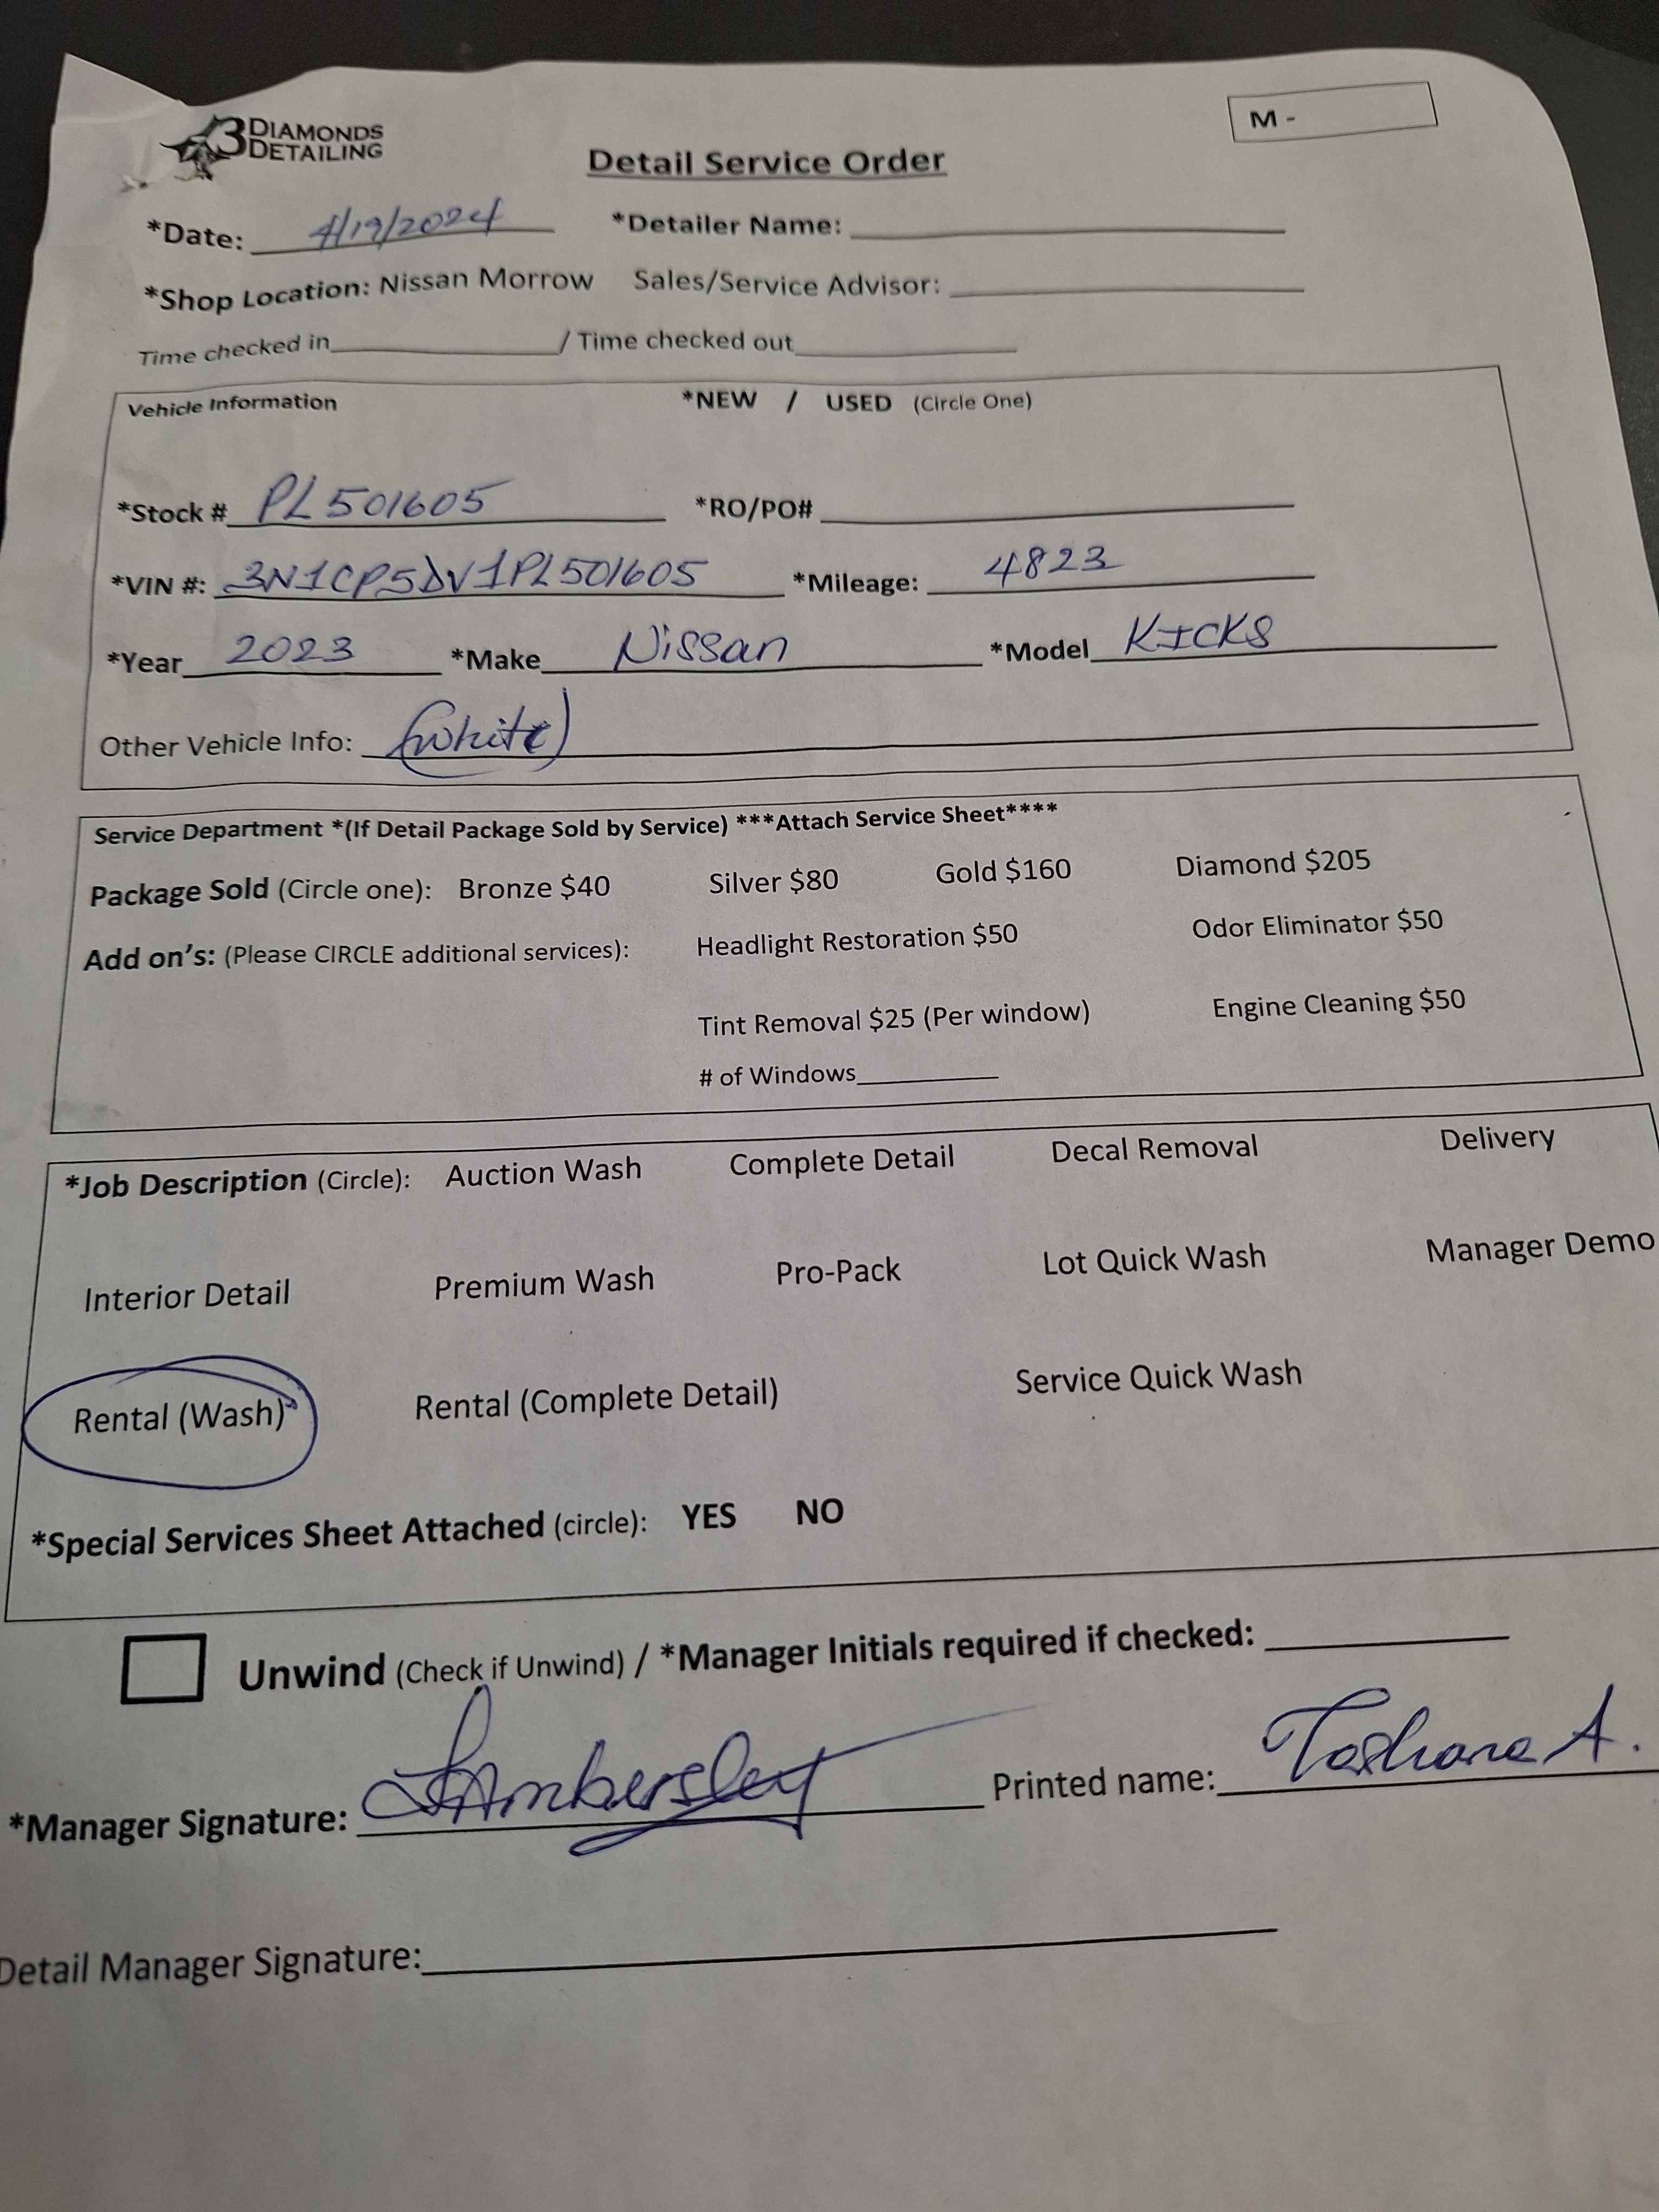 3 DIAMONDS DETAILING
M -
Detail Service Order
*Date: 4/19/2024 *Detailer Name:
*Shop Location: Nissan Morrow Sales/Service Advisor:
Time checked in / Time checked out
Vehicle Information *NEW / USED (Circle One)
*Stock # PL501605 *RO/PO#
*VIN #: 3N1CP5DV1PL501605 *Mileage: 4823
*Year 2023 *Make Nissan *Model KICKS
Other Vehicle Info: (white)
Service Department *(If Detail Package Sold by Service) ***Attach Service Sheet****
Package Sold (Circle one): Bronze $40 Silver $80 Gold $160 Diamond $205
Add on's: (Please CIRCLE additional services): Headlight Restoration $50 Odor Eliminator $50
Tint Removal $25 (Per window) Engine Cleaning $50
# of Windows
*Job Description (Circle): Auction Wash Complete Detail Decal Removal Delivery
Interior Detail Premium Wash Pro-Pack Lot Quick Wash Manager Demo
Rental (Wash) Rental (Complete Detail) Service Quick Wash
*Special Services Sheet Attached (circle): YES NO
Unwind (Check if Unwind) / *Manager Initials required if checked:
*Manager Signature: Printed name: A.
Detail Manager Signature: